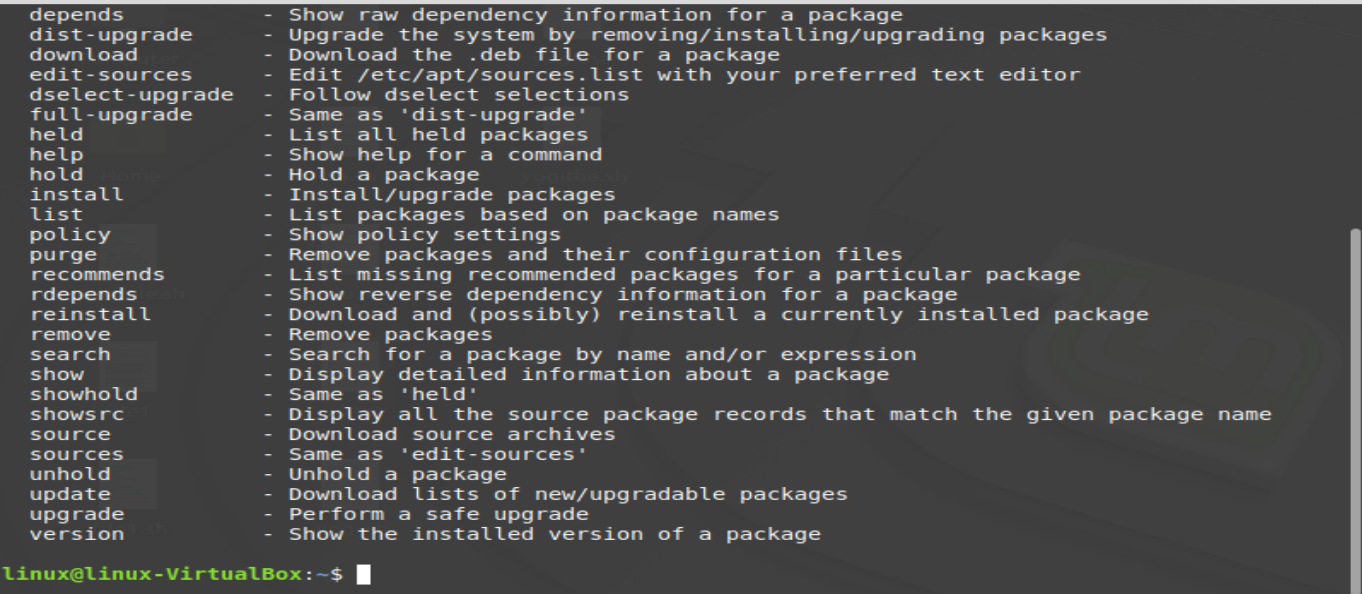 depends - Show raw dependency information for a package
dist-upgrade - Upgrade the system by removing/installing/upgrading packages
download - Download the .deb file for a package
edit-sources - Edit /etc/apt/sources.list with your preferred text editor
dselect-upgrade - Follow dselect selections
full-upgrade - Same as 'dist-upgrade'
held - List all held packages
help - Show help for a command
hold - Hold a package
install - Install/upgrade packages
list - List packages based on package names
policy - Show policy settings
purge - Remove packages and their configuration files
recommends - List missing recommended packages for a particular package
rdepends - Show reverse dependency information for a package
reinstall - Download and (possibly) reinstall a currently installed package
remove - Remove packages
search - Search for a package by name and/or expression
show - Display detailed information about a package
showhold - Same as 'held'
showsrc - Display all the source package records that match the given package name
source - Download source archives
sources - Same as 'edit-sources'
unhold - Unhold a package
update - Download lists of new/upgradable packages
upgrade - Perform a safe upgrade
version - Show the installed version of a package
linux@linux-VirtualBox:~$